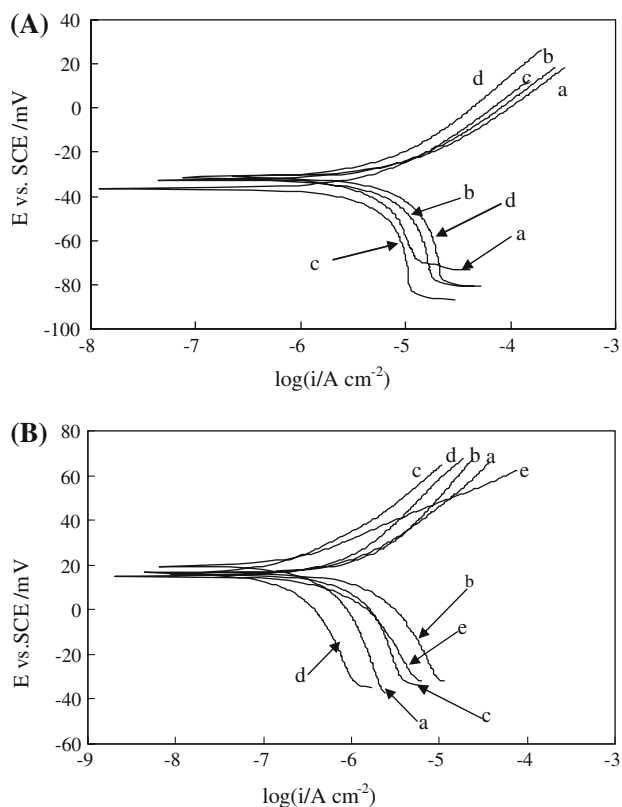 (A)
60
40
20
0
-20
-40
-60
-80
-100
E vs. SCE /mV
d
b
c
a
b
d
a
c
-8 -7 -6 -5 -4 -3
log(i/A cm-2)
(B)
80
60
40
20
0
-20
-40
-60
E vs.SCE /mV
c d b a e
b
e
d
a
c
-9 -8 -7 -6 -5 -4 -3
log(i/A cm-2)